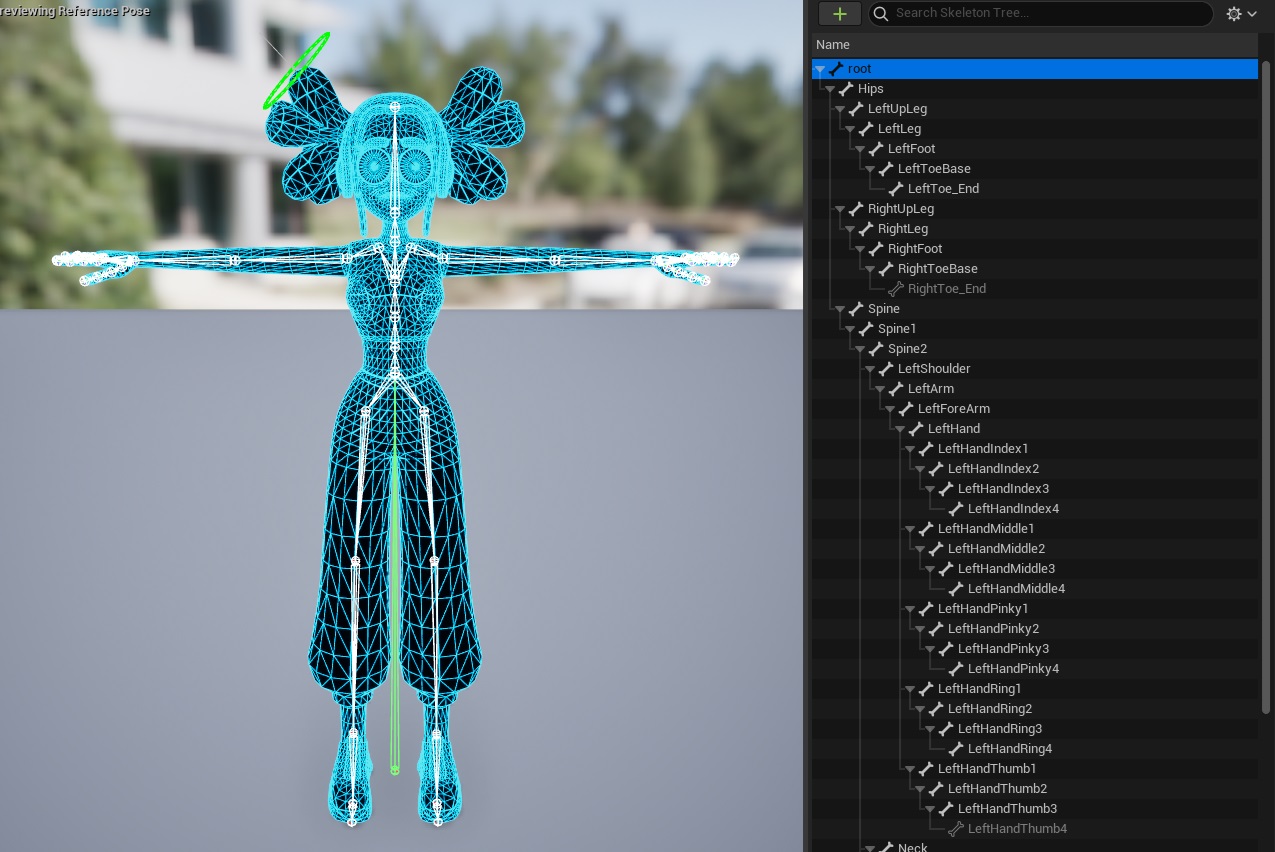 reviewing Reference Pose
Search Skeleton Tree...
Name
root
Hips
LeftUpLeg
LeftLeg
LeftFoot
LeftToeBase
LeftToe_End
RightUpLeg
RightLeg
RightFoot
RightToeBase
RightToe_End
Spine
Spine1
Spine2
LeftShoulder
LeftArm
LeftForeArm
LeftHand
LeftHandIndex1
LeftHandIndex2
LeftHandIndex3
LeftHandIndex4
LeftHandMiddle1
LeftHandMiddle2
LeftHandMiddle3
LeftHandMiddle4
LeftHandPinky1
LeftHandPinky2
LeftHandPinky3
LeftHandPinky4
LeftHandRing1
LeftHandRing2
LeftHandRing3
LeftHandRing4
LeftHandThumb1
LeftHandThumb2
LeftHandThumb3
LeftHandThumb4
Neck